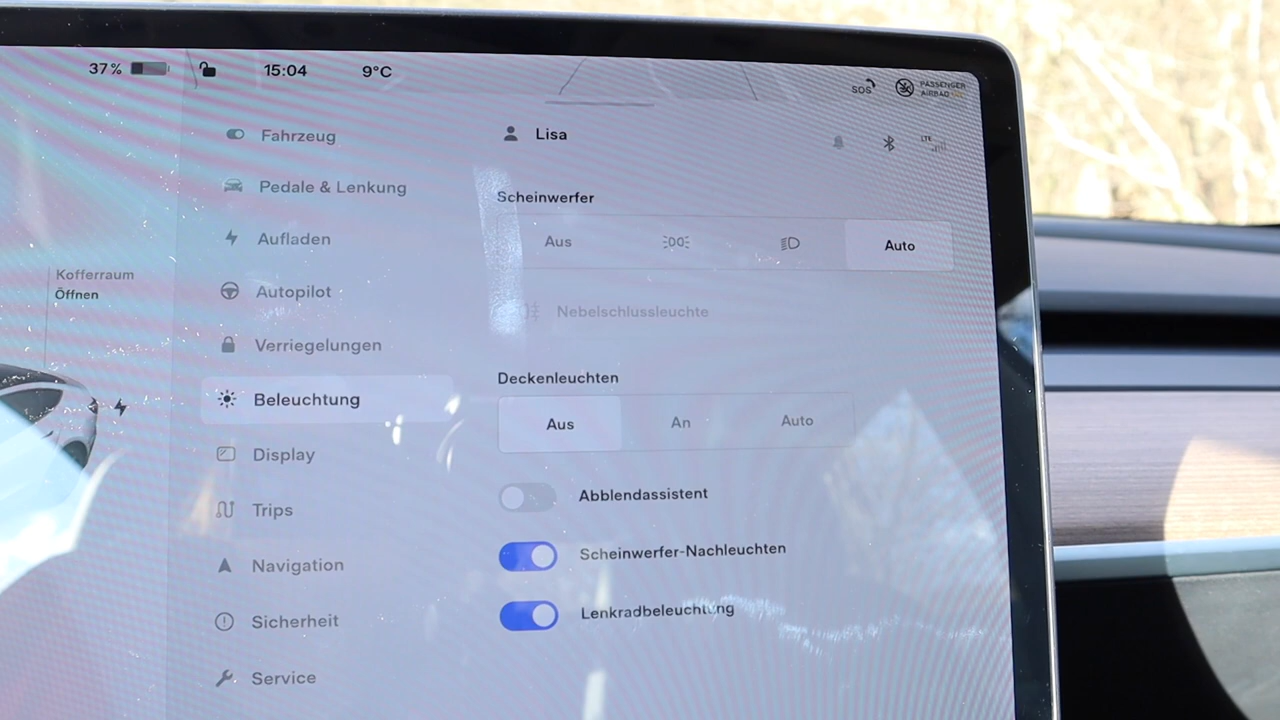 37%
15:04
9°C
SOS
PASSENGER
AIRBAG
Fahrzeug
Lisa
LTE
Pedale & Lenkung
Scheinwerfer
Aufladen
Aus
Auto
Kofferraum
Öffnen
Autopilot
Nebelschlussleuchte
Verriegelungen
Deckenleuchten
Beleuchtung
Aus
An
Auto
Display
Abblendassistent
Trips
Scheinwerfer-Nachleuchten
Navigation
Lenkradbeleuchtung
Sicherheit
Service